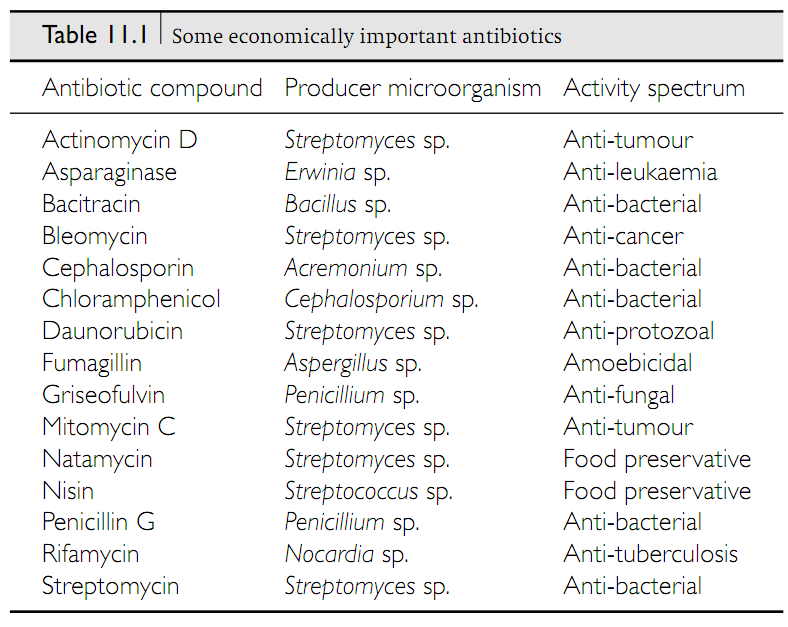 Table 11.1 Some economically important antibiotics
Antibiotic compound Producer microorganism Activity spectrum
Actinomycin D Streptomyces sp. Anti-tumour
Asparaginase Erwinia sp. Anti-leukaemia
Bacitracin Bacillus sp. Anti-bacterial
Bleomycin Streptomyces sp. Anti-cancer
Cephalosporin Acremonium sp. Anti-bacterial
Chloramphenicol Cephalosporium sp. Anti-bacterial
Daunorubicin Streptomyces sp. Anti-protozoal
Fumagillin Aspergillus sp. Amoebicidal
Griseofulvin Penicillium sp. Anti-fungal
Mitomycin C Streptomyces sp. Anti-tumour
Natamycin Streptomyces sp. Food preservative
Nisin Streptococcus sp. Food preservative
Penicillin G Penicillium sp. Anti-bacterial
Rifamycin Nocardia sp. Anti-tuberculosis
Streptomycin Streptomyces sp. Anti-bacterial